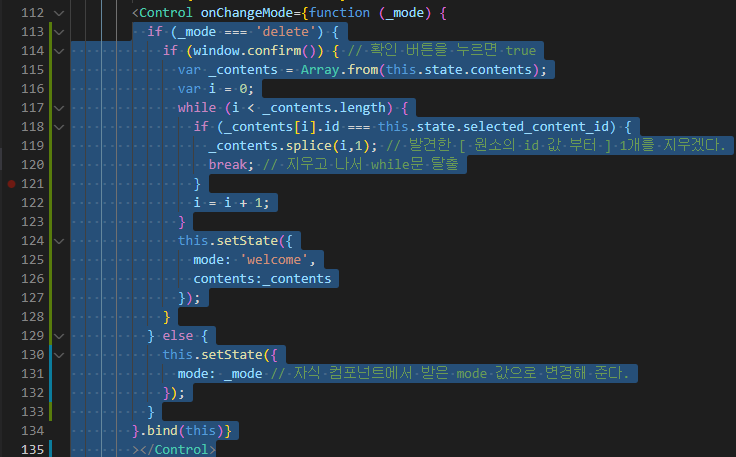 112 <Control onChangeMode={function (_mode) {
113 if (_mode === 'delete') {
114 if (window.confirm()) { // 확인 버튼을 누르면 true
115 var _contents = Array.from(this.state.contents);
116 var i = 0;
117 while (i < _contents.length) {
118 if (_contents[i].id === this.state.selected_content_id) {
119 _contents.splice(i,1); // 발견한 [ 원소의 id 값 부터 ] 1개를 지우겠다.
120 break; // 지우고 나서 while문 탈출
121 }
122 i = i + 1;
123 }
124 this.setState({
125 mode: 'welcome',
126 contents:_contents
127 });
128 }
129 } else {
130 this.setState({
131 mode: _mode // 자식 컴포넌트에서 받은 mode 값으로 변경해 준다.
132 });
133 }
134 }.bind(this)}
135 ></Control>